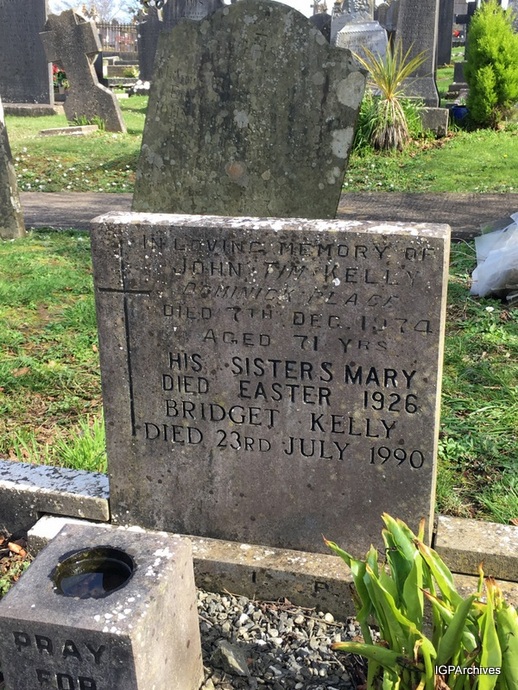 IN LOVING MEMORY OF
JOHN TIM KELLY
DOMINICK PLACE
DIED 7TH DEC. 1974
AGED 71 YRS
HIS SISTERS MARY
DIED EASTER 1926
BRIDGET KELLY
DIED 23RD JULY 1990
PRAY
FOR
IGPArchives